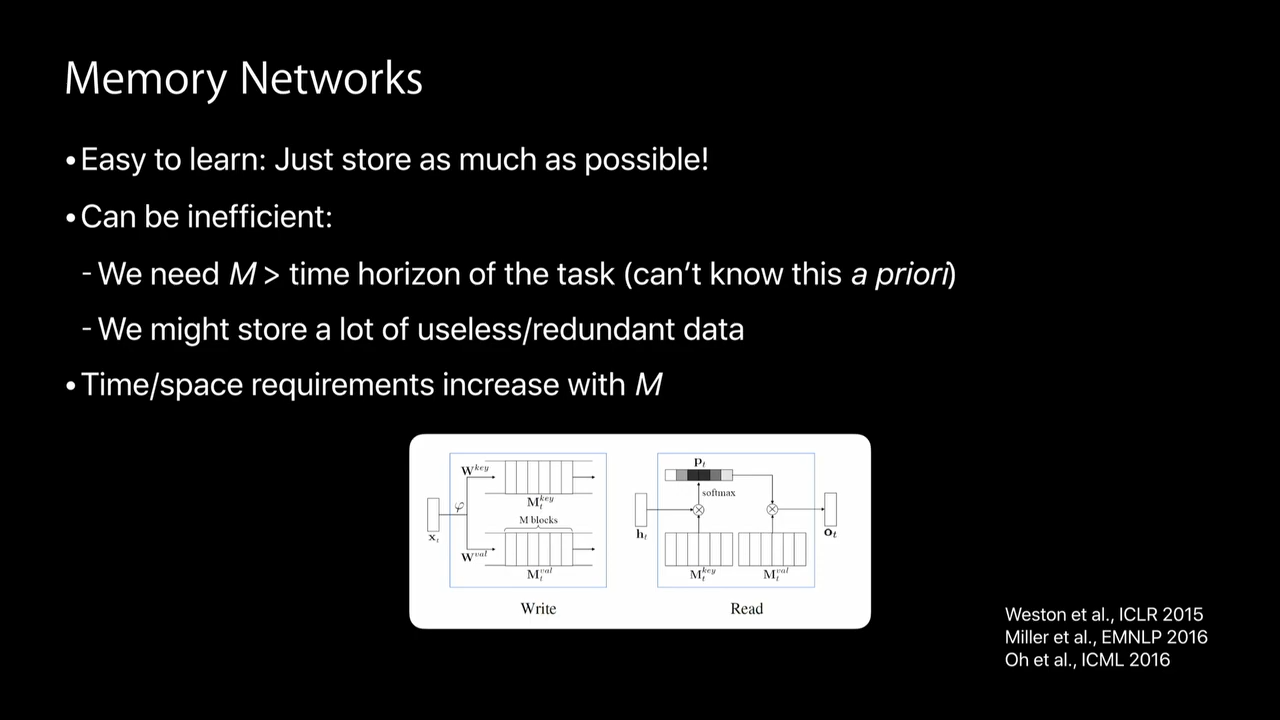 Memory Networks
•Easy to learn: Just store as much as possible!
•Can be inefficient:
- We need M > time horizon of the task (can’t know this a priori)
- We might store a lot of useless/redundant data
•Time/space requirements increase with M
W^key
φ
x_t
M_t^key
M blocks
W^val
M_t^val
Write
p_t
softmax
h_t
o_t
M_t^key
M_t^val
Read
Weston et al., ICLR 2015
Miller et al., EMNLP 2016
Oh et al., ICML 2016